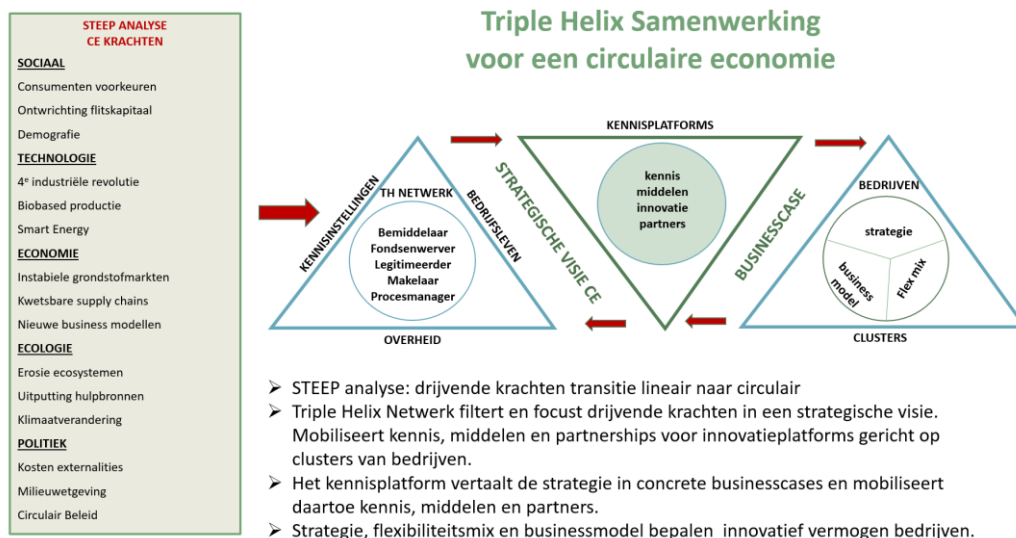 STEEP ANALYSE
CE KRACHTEN
SOCIAAL
Consumenten voorkeuren
Ontwrichting flitskapitaal
Demografie
TECHNOLOGIE
4e industriële revolutie
Biobased productie
Smart Energy
ECONOMIE
Instabiele grondstofmarkten
Kwetsbare supply chains
Nieuwe business modellen
ECOLOGIE
Erosie ecosystemen
Uitputting hulpbronnen
Klimaatverandering
POLITIEK
Kosten externalities
Milieuwetgeving
Circulair Beleid
Triple Helix Samenwerking
voor een circulaire economie
KENNISINSTELLINGEN
TH NETWERK
BEDRIJFSLEVEN
Bemiddelaar
Fondsenwerver
Legitimeerder
Makelaar
Procesmanager
OVERHEID
KENNISPLATFORMS
STRATEGISCHE VISIE CE
kennis
middelen
innovatie
partners
BUSINESSCASE
BEDRIJVEN
strategie
business
model
Flex mix
CLUSTERS
➢ STEEP analyse: drijvende krachten transitie lineair naar circulair
➢ Triple Helix Netwerk filtert en focust drijvende krachten in een strategische visie.
Mobiliseert kennis, middelen en partnerships voor innovatieplatforms gericht op
clusters van bedrijven.
➢ Het kennisplatform vertaalt de strategie in concrete businesscases en mobiliseert
daartoe kennis, middelen en partners.
➢ Strategie, flexibiliteitsmix en businessmodel bepalen innovatief vermogen bedrijven.